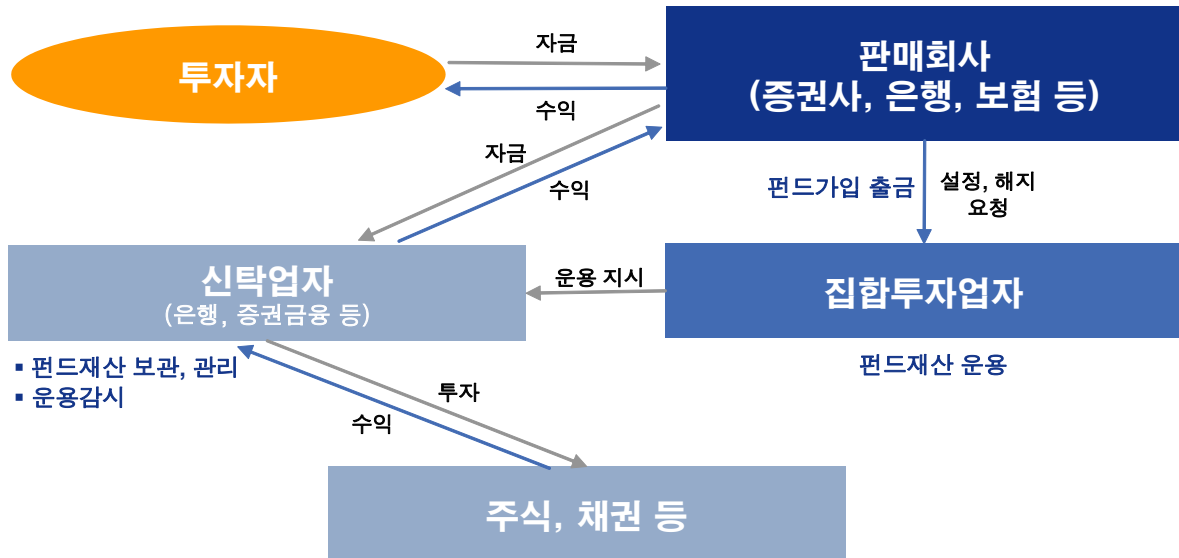 투자자
자금
수익
판매회사
(증권사, 은행, 보험 등)
자금
수익
펀드가입 출금
설정, 해지
요청
신탁업자
(은행, 증권금융 등)
운용 지시
집합투자업자
▪ 펀드재산 보관, 관리
▪ 운용감시
펀드재산 운용
투자
수익
주식, 채권 등